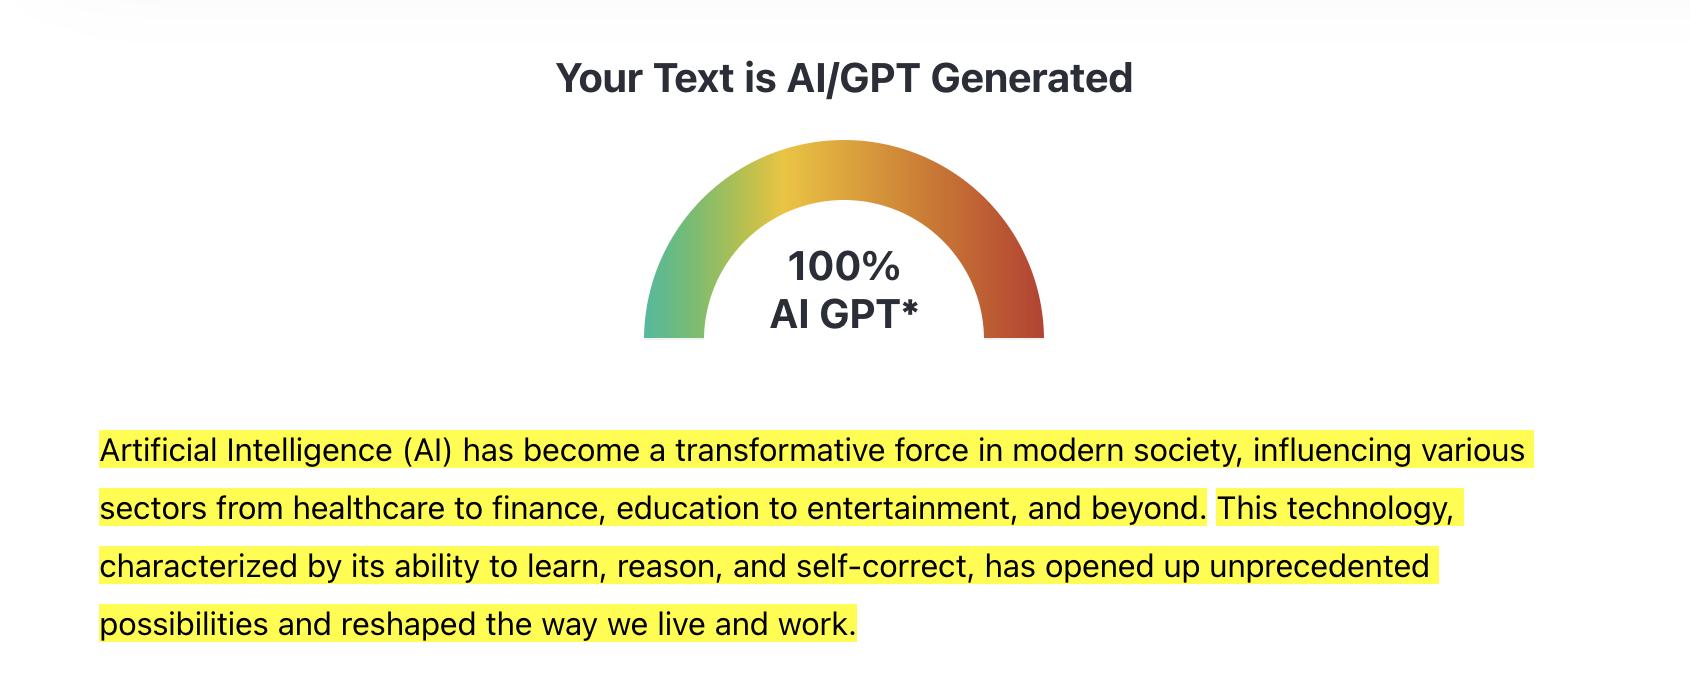 Your Text is AI/GPT Generated
100%
AI GPT*
Artificial Intelligence (AI) has become a transformative force in modern society, influencing various
sectors from healthcare to finance, education to entertainment, and beyond. This technology,
characterized by its ability to learn, reason, and self-correct, has opened up unprecedented
possibilities and reshaped the way we live and work.